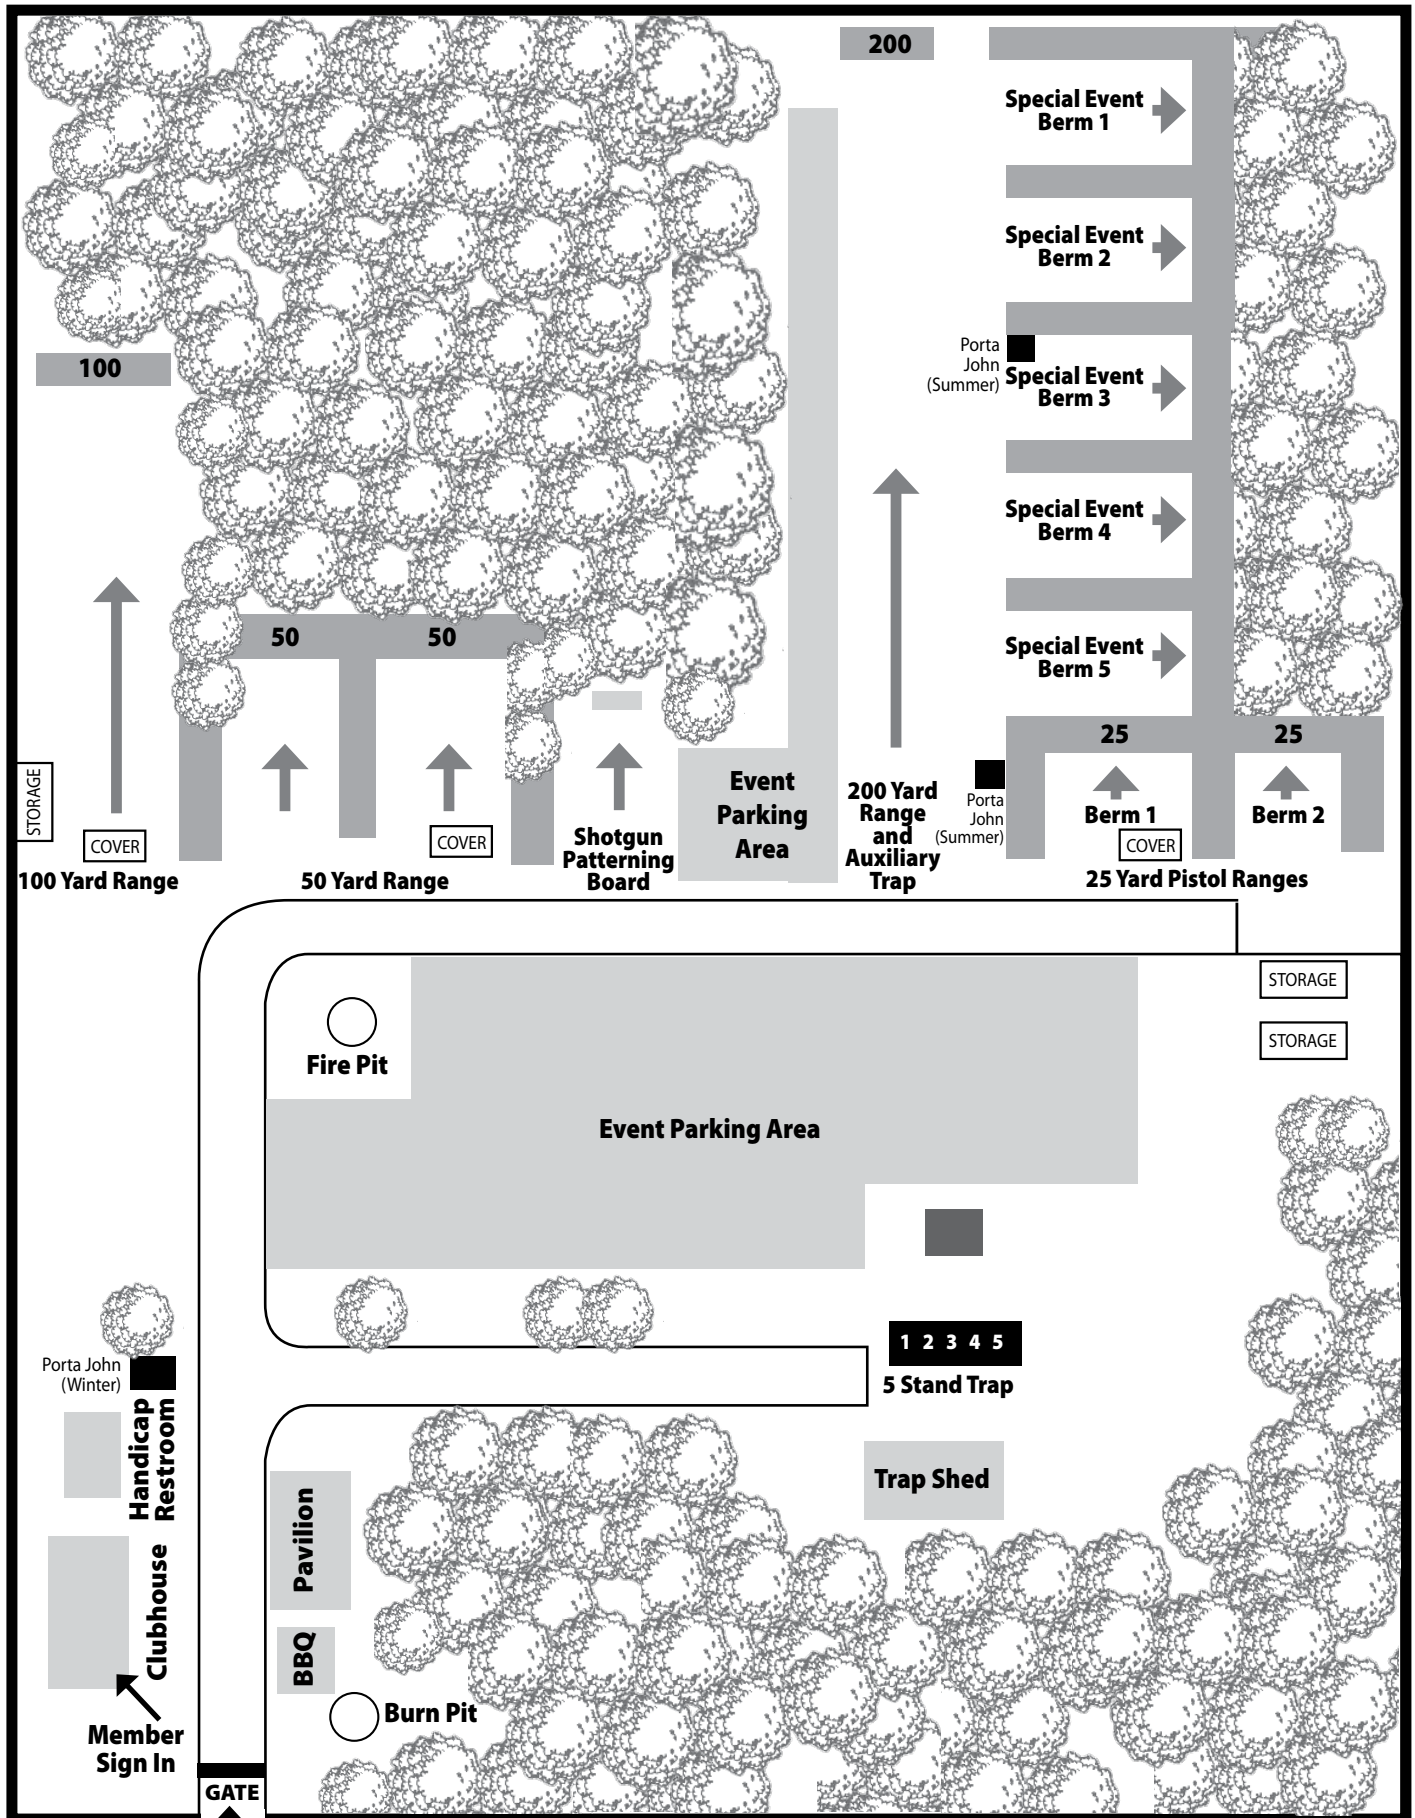 200
Special Event
Berm 1
Special Event
Berm 2
Porta
John
(Summer)
Special Event
Berm 3
100
Special Event
Berm 4
50
50
Special Event
Berm 5
25
25
STORAGE
COVER
100 Yard Range
COVER
50 Yard Range
Shotgun
Patterning
Board
Event
Parking
Area
200 Yard
Range
and
Auxiliary
Trap
Porta
John
(Summer)
Berm 1
Berm 2
COVER
25 Yard Pistol Ranges
STORAGE
STORAGE
Fire Pit
Event Parking Area
1 2 3 4 5
5 Stand Trap
Porta John
(Winter)
Handicap
Restroom
Trap Shed
Pavilion
Clubhouse
BBQ
Burn Pit
Member
Sign In
GATE